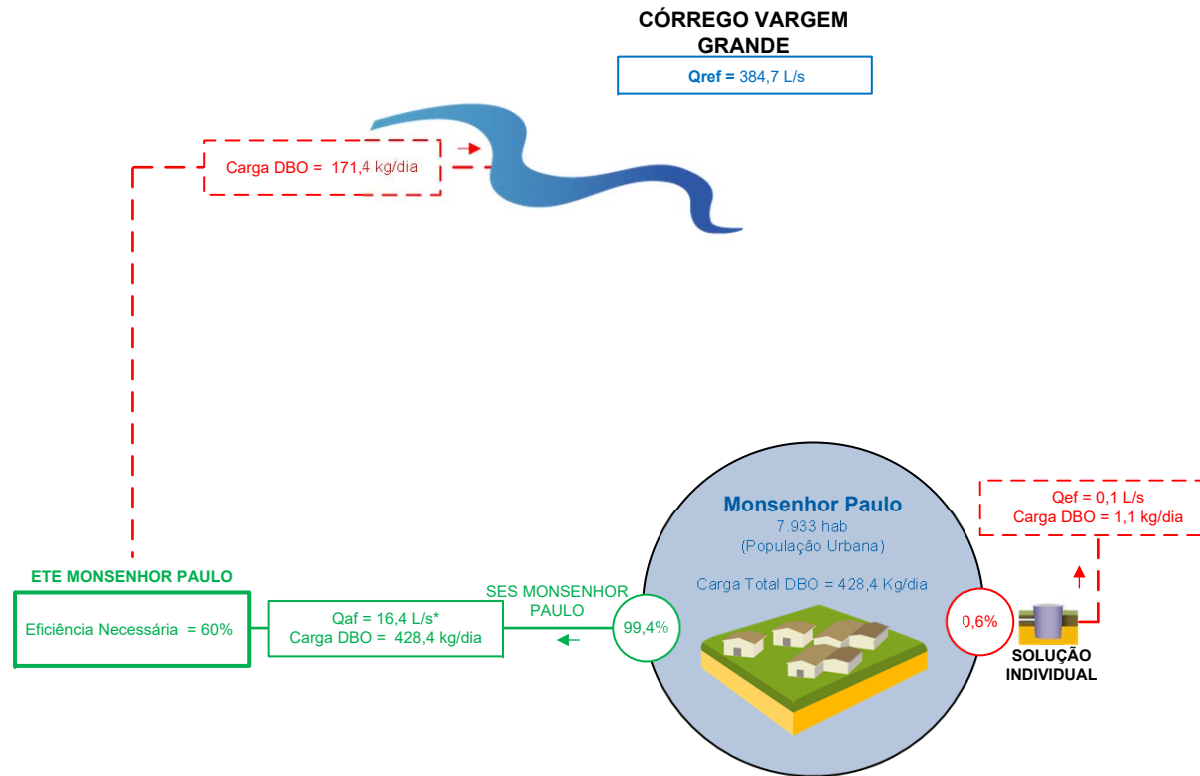 CÓRREGO VARGEM
GRANDE
Qref = 384,7 L/s
Carga DBO = 171,4 kg/dia
Monsenhor Paulo
7.933 hab
(População Urbana)
Carga Total DBO = 428,4 Kg/dia
Qef = 0,1 L/s
Carga DBO = 1,1 kg/dia
ETE MONSENHOR PAULO
Eficiência Necessária = 60%
Qaf = 16,4 L/s*
Carga DBO = 428,4 kg/dia
SES MONSENHOR
PAULO
99,4%
0,6%
SOLUÇÃO
INDIVIDUAL